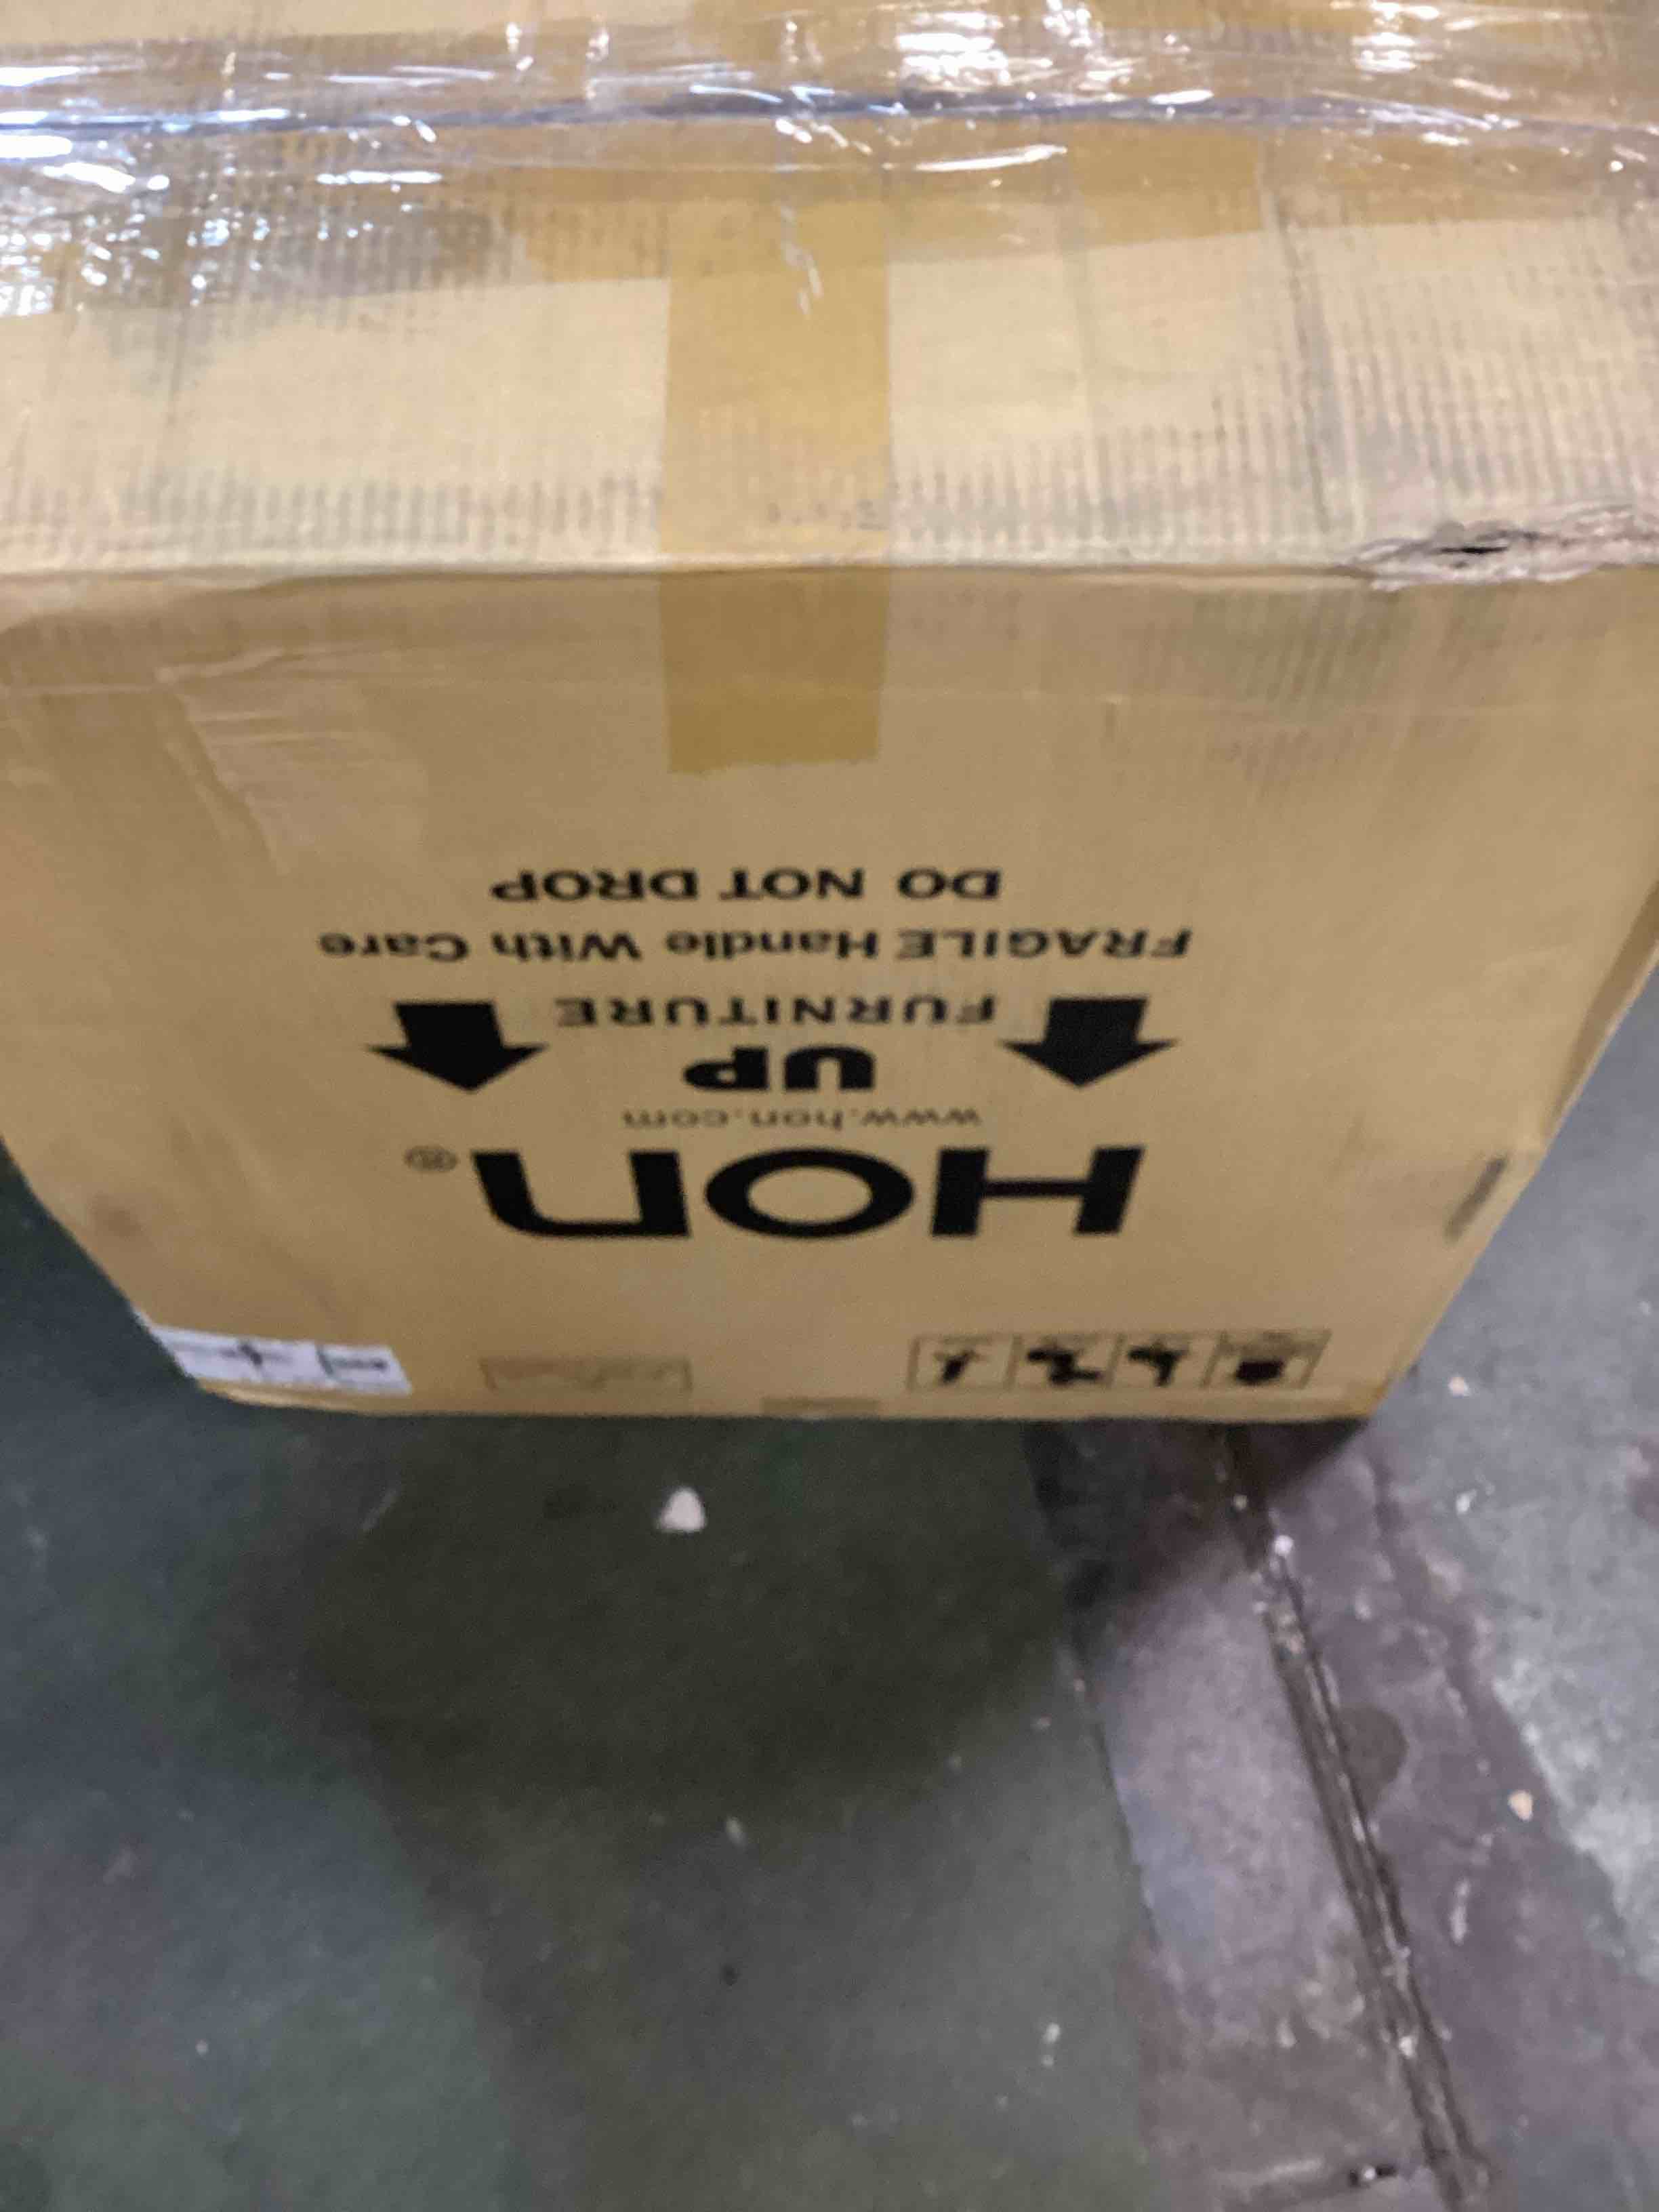 HON®
www.hon.com
UP
FURNITURE
FRAGILE Handle With Care
DO NOT DROP